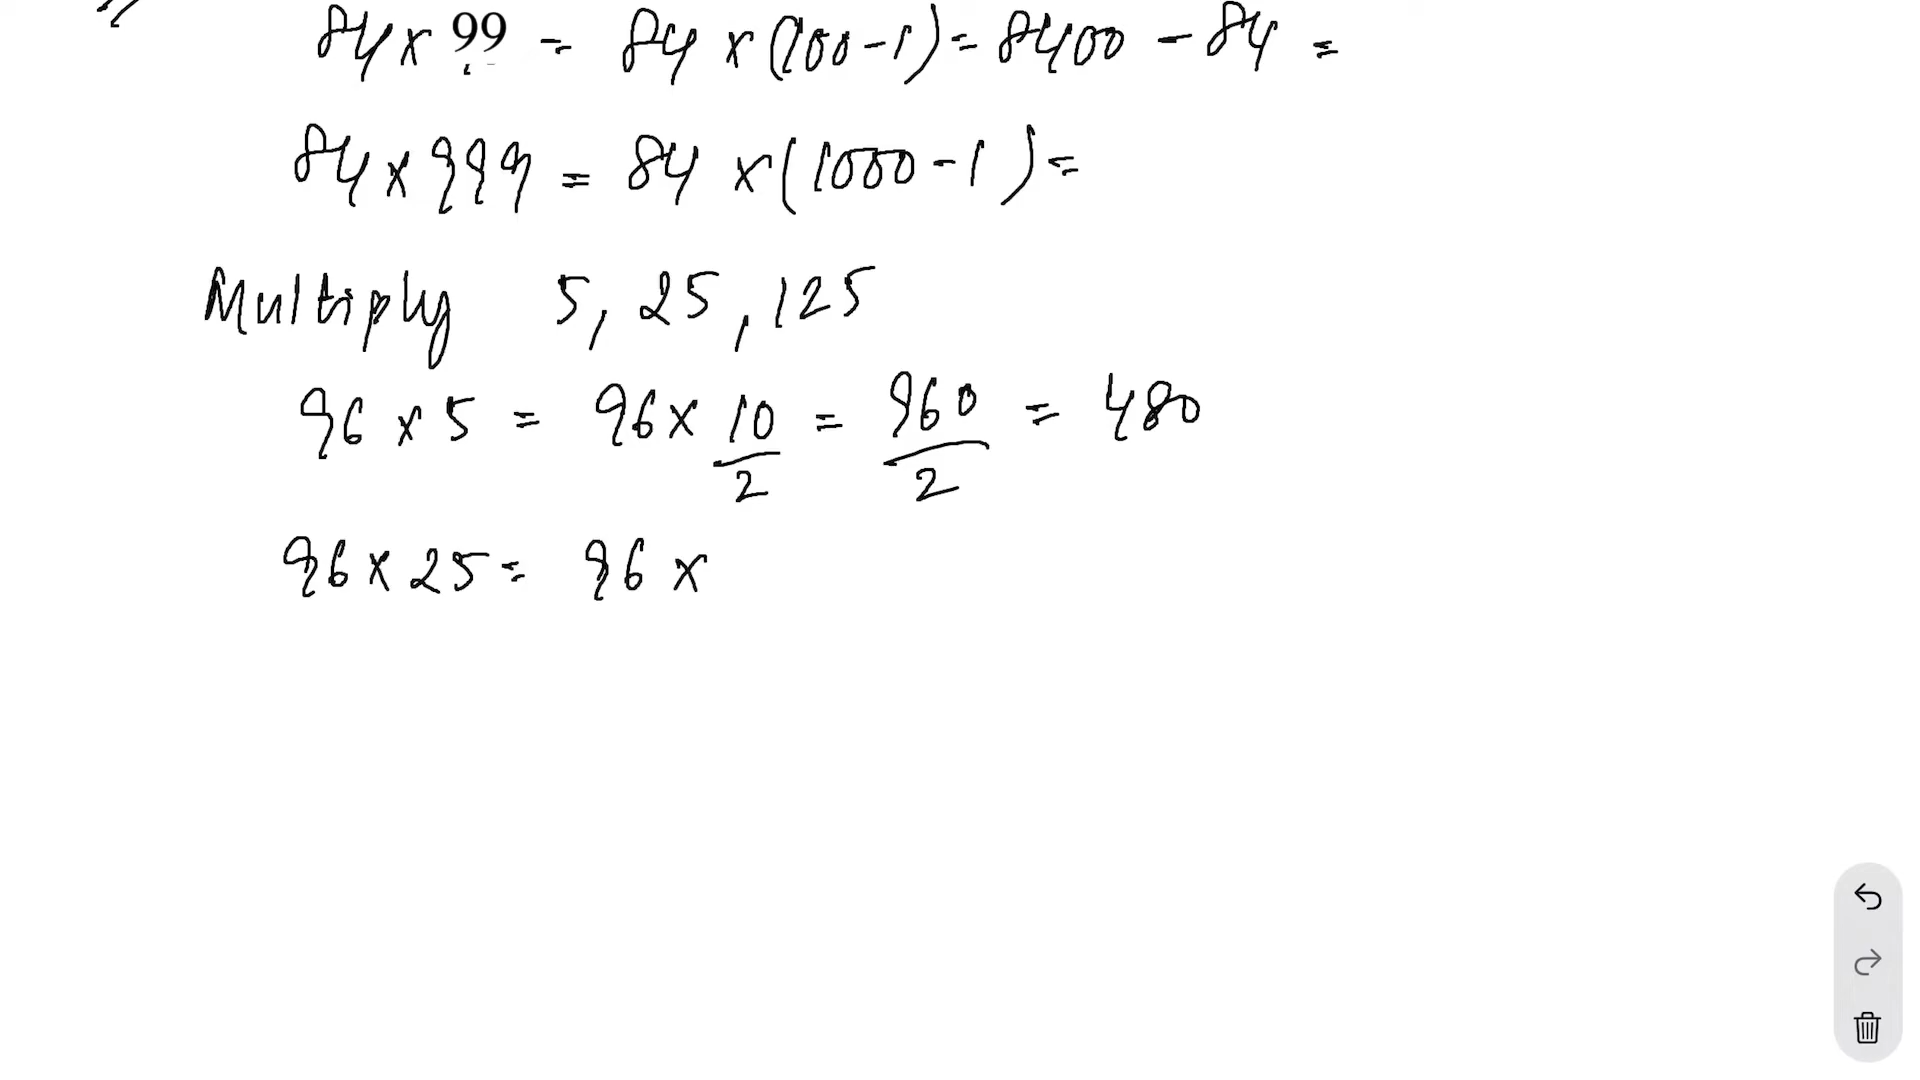 84 x 99 = 84 x (100 - 1) = 8400 - 84 =
84 x 999 = 84 x (1000 - 1) =
Multiply 5, 25, 125
96 x 5 = 96 x 10/2 = 960/2 = 480
96 x 25 = 96 x